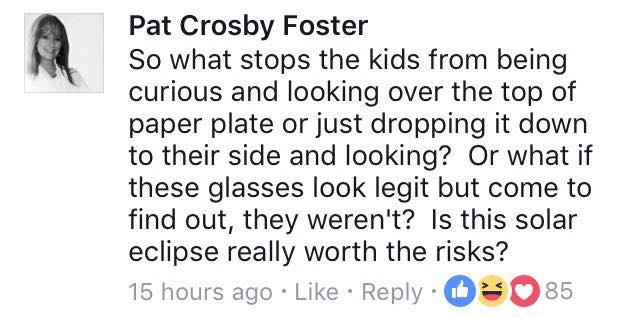 Pat Crosby Foster
So what stops the kids from being
curious and looking over the top of
paper plate or just dropping it down
to their side and looking?  Or what if
these glasses look legit but come to
find out, they weren't?  Is this solar
eclipse really worth the risks?
15 hours ago · Like · Reply · 85